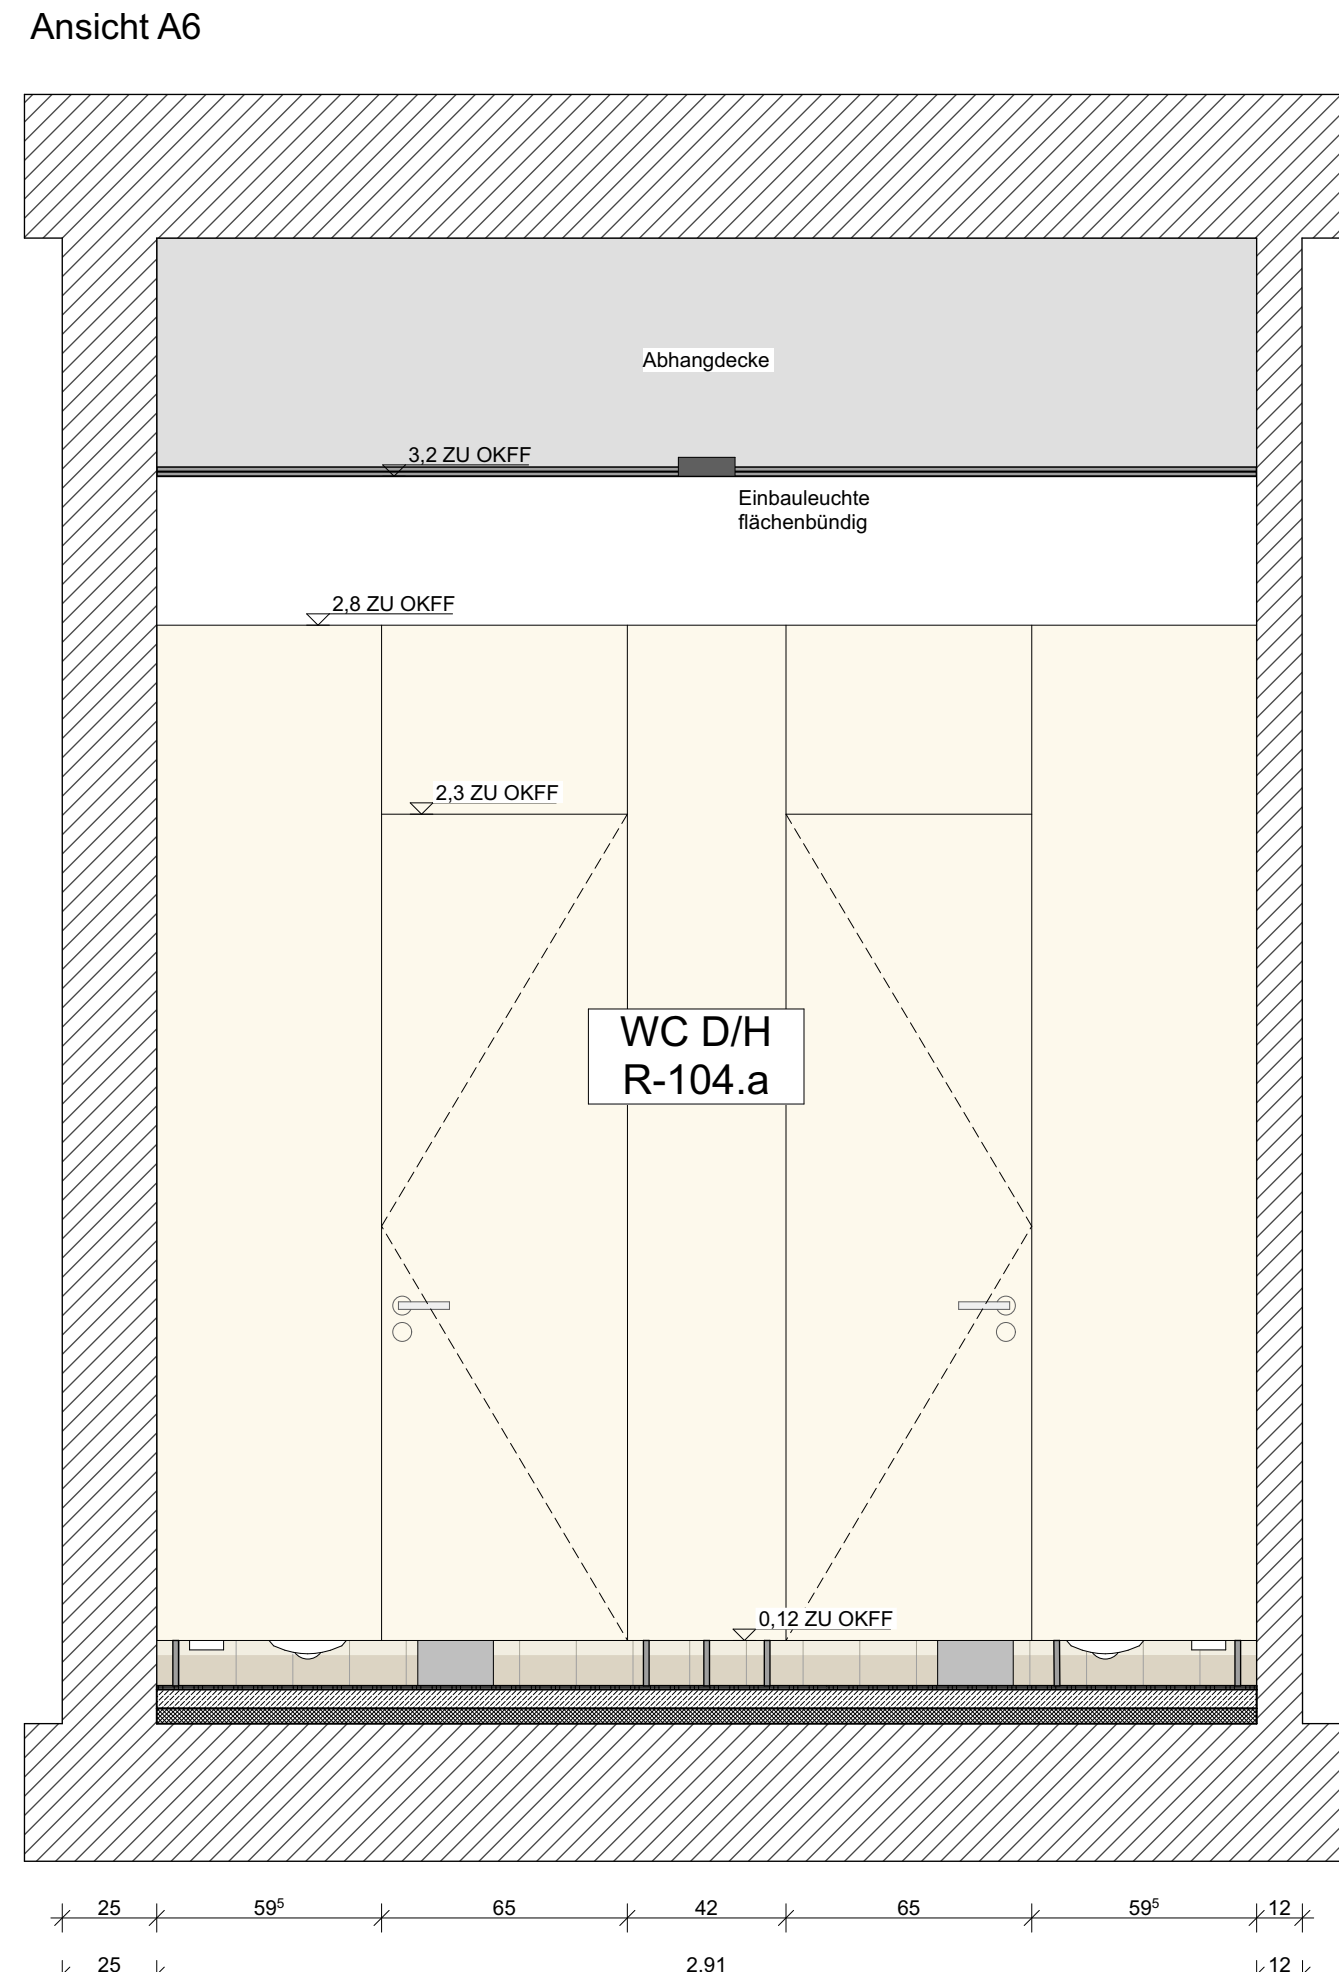 Ansicht A6
Abhangdecke
3,2 ZU OKFF
Einbauleuchte
flächenbündig
2,8 ZU OKFF
2,3 ZU OKFF
WC D/H
R-104.a
0,12 ZU OKFF
25 59⁵ 65 42 65 59⁵ 12
25 2.91 12